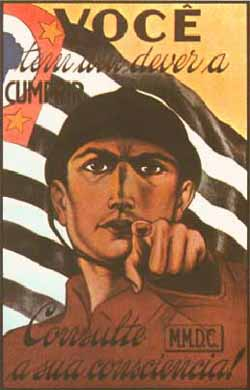 VOCÊ
tem um dever a
CUMPRIR
Consulte M.M.D.C.
a sua consciencia!